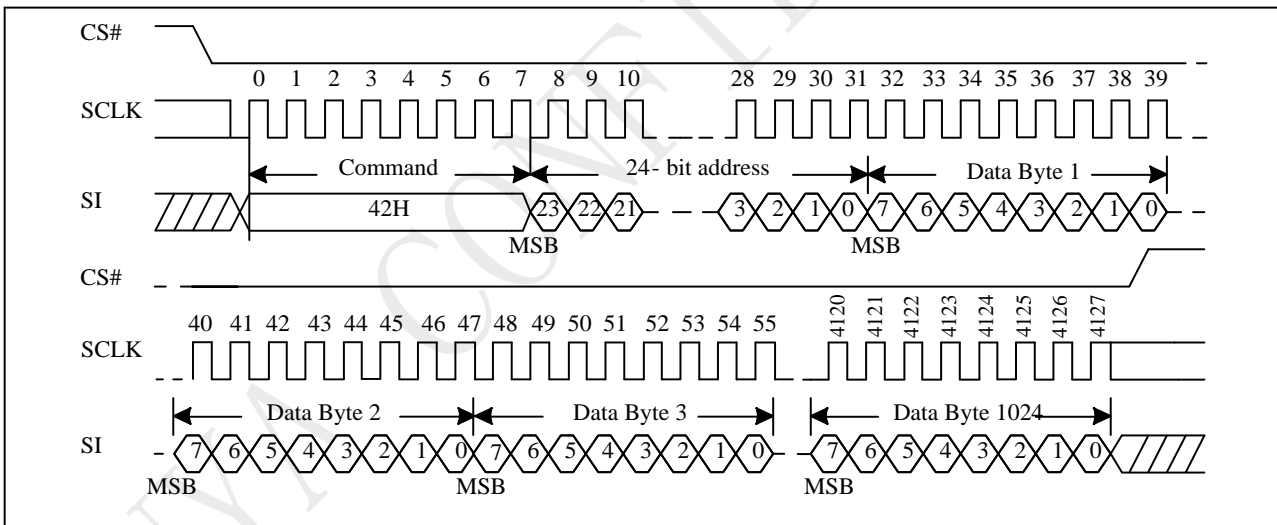 CS#
0 1 2 3 4 5 6 7 8 9 10 28 29 30 31 32 33 34 35 36 37 38 39
SCLK
Command 24- bit address Data Byte 1
SI 42H 23 22 21 3 2 1 0 7 6 5 4 3 2 1 0
MSB MSB
CS#
40 41 42 43 44 45 46 47 48 49 50 51 52 53 54 55 4120 4121 4122 4123 4124 4125 4126 4127
SCLK
Data Byte 2 Data Byte 3 Data Byte 1024
SI 7 6 5 4 3 2 1 0 7 6 5 4 3 2 1 0 7 6 5 4 3 2 1 0
MSB MSB MSB